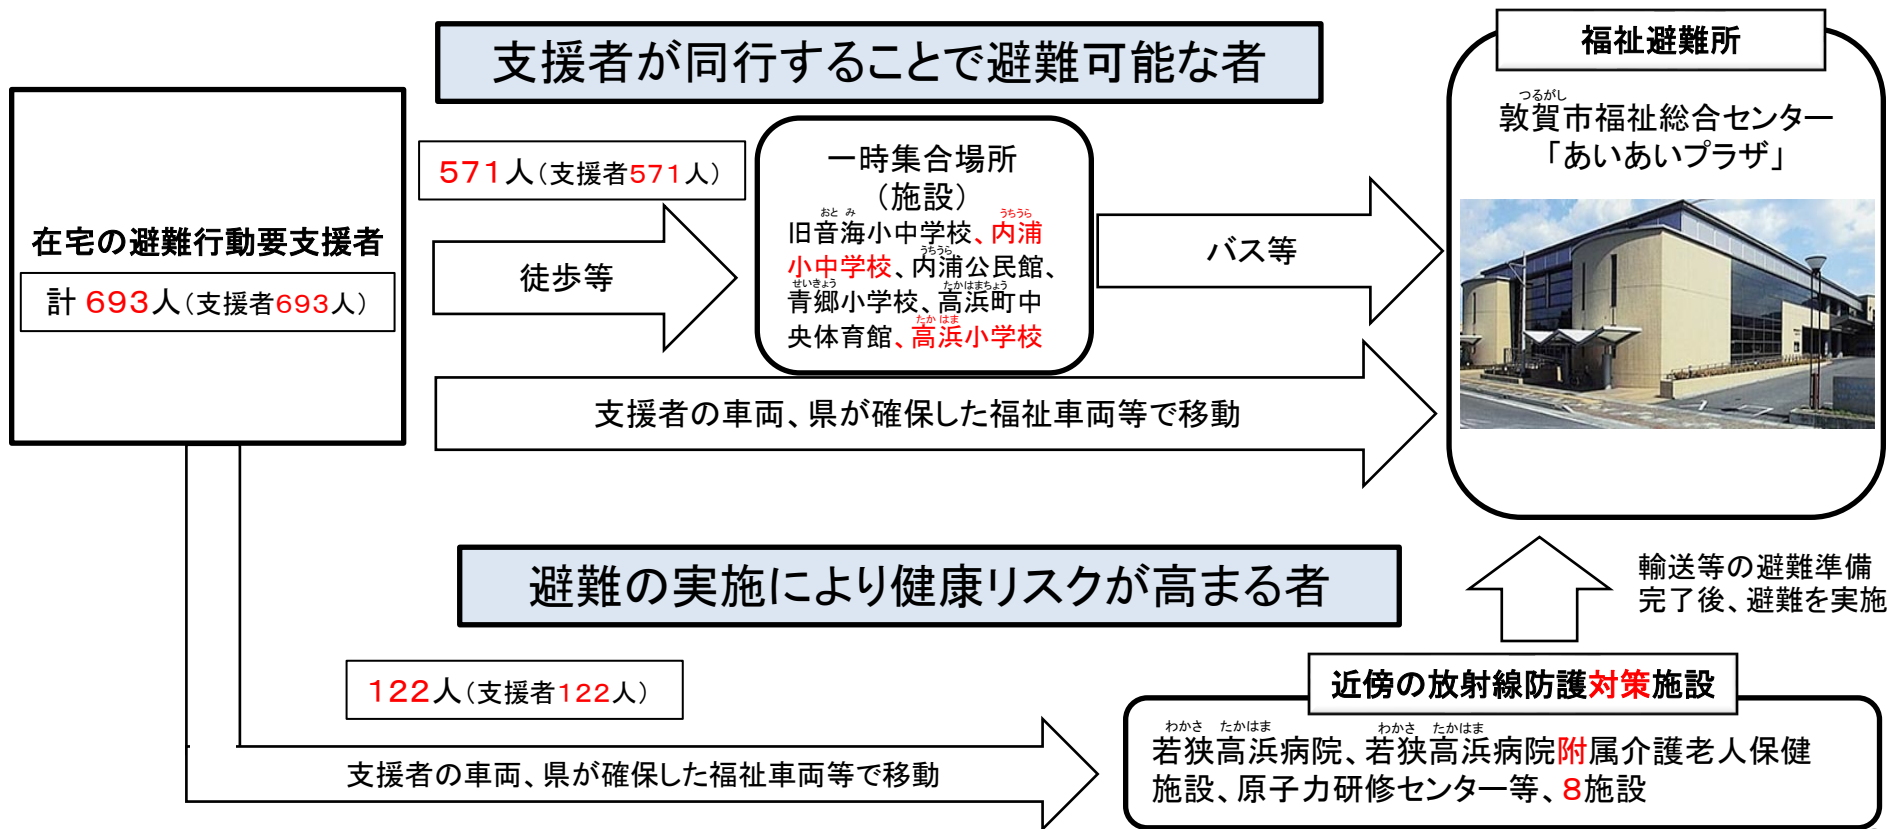 支援者が同行することで避難可能な者
福祉避難所
つるがし
敦賀市福祉総合センター
「あいあいプラザ」
在宅の避難行動要支援者
計 693人(支援者693人)
571人(支援者571人)
徒歩等
一時集合場所
(施設)
おと み うちうら
旧音海小中学校、内浦
うちうら
小中学校、内浦公民館、
せいきょう たかはまちょう
青郷小学校、高浜町中
たか はま
央体育館、高浜小学校
バス等
支援者の車両、県が確保した福祉車両等で移動
避難の実施により健康リスクが高まる者
輸送等の避難準備
完了後、避難を実施
122人(支援者122人)
支援者の車両、県が確保した福祉車両等で移動
近傍の放射線防護対策施設
わかさ たかはま わかさ たかはま
若狭高浜病院、若狭高浜病院附属介護老人保健
施設、原子力研修センター等、8施設